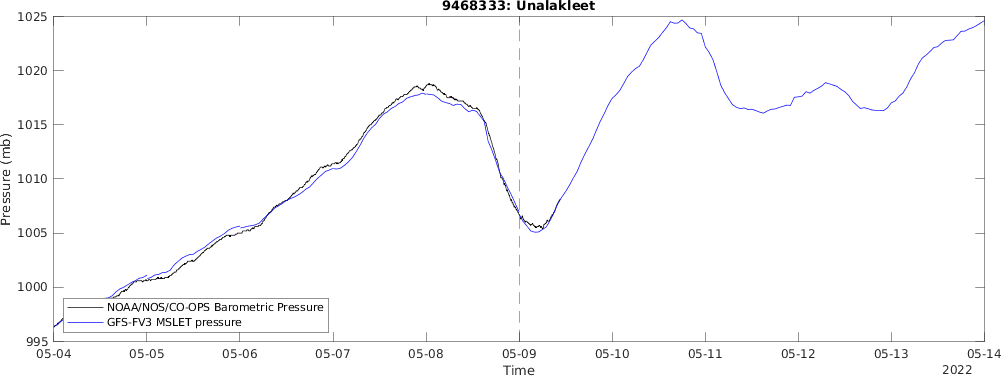 9468333: Unalakleet
Pressure (mb)
1025
1020
1015
1010
1005
1000
995
NOAA/NOS/CO-OPS Barometric Pressure
GFS-FV3 MSLET pressure
05-04 05-05 05-06 05-07 05-08 05-09 05-10 05-11 05-12 05-13 05-14
Time
2022